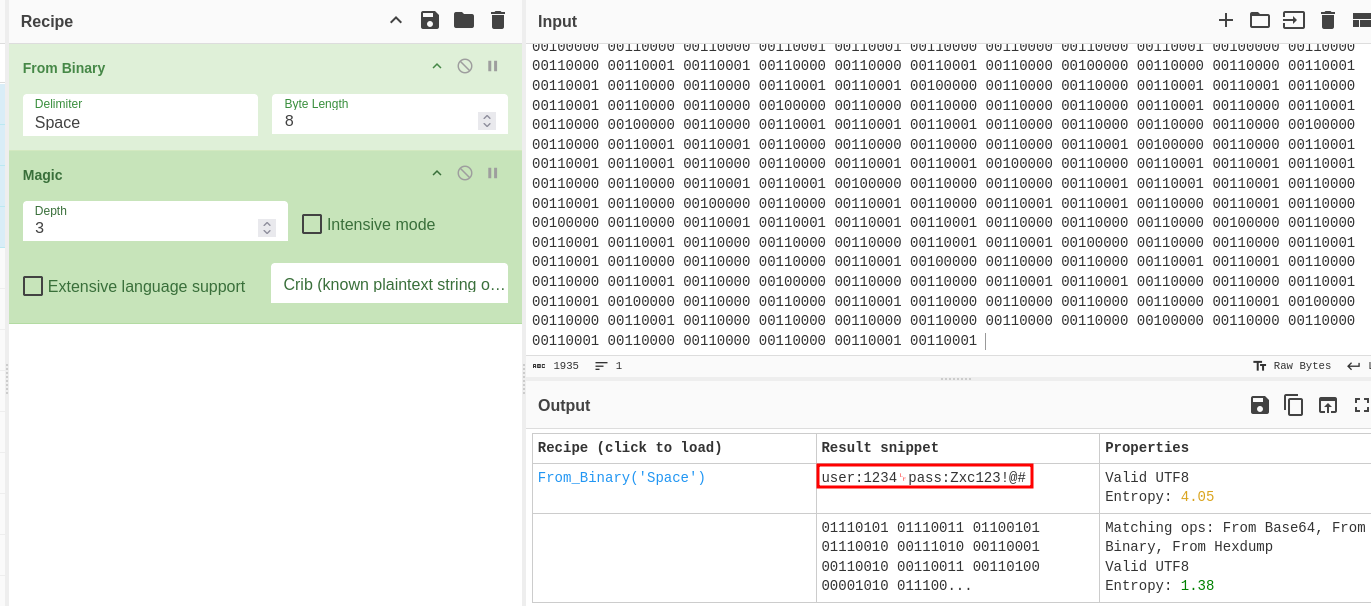 Recipe
From Binary
Delimiter
Space
Byte Length
8
Magic
Depth
3
Intensive mode
Extensive language support
Crib (known plaintext string o…
Input
00100000 00110000 00110000 00110001 00110001 00110000 00110000 00110000 00110001 00100000 00110000
00110000 00110001 00110001 00110000 00110000 00110001 00110000 00100000 00110000 00110000 00110001
00110001 00110000 00110000 00110001 00110001 00100000 00110000 00110000 00110001 00110001 00110000
00110001 00110000 00110000 00100000 00110000 00110000 00110000 00110000 00110001 00110000 00110001
00110000 00100000 00110000 00110001 00110001 00110001 00110000 00110000 00110000 00110000 00100000
00110000 00110001 00110001 00110000 00110000 00110000 00110000 00110001 00100000 00110000 00110001
00110001 00110001 00110000 00110000 00110001 00110001 00100000 00110000 00110001 00110001 00110001
00110000 00110000 00110001 00110001 00100000 00110000 00110000 00110001 00110001 00110001 00110000
00110001 00110000 00100000 00110000 00110001 00110000 00110001 00110001 00110000 00110001 00110000
00100000 00110000 00110001 00110001 00110001 00110001 00110000 00110000 00110000 00100000 00110000
00110001 00110001 00110000 00110000 00110000 00110001 00110001 00100000 00110000 00110000 00110001
00110001 00110000 00110000 00110000 00110001 00100000 00110000 00110000 00110001 00110001 00110000
00110000 00110001 00110000 00100000 00110000 00110000 00110001 00110001 00110000 00110000 00110001
00110001 00100000 00110000 00110000 00110001 00110000 00110000 00110000 00110000 00110001 00100000
00110000 00110001 00110000 00110000 00110000 00110000 00110000 00110000 00100000 00110000 00110000
00110001 00110000 00110000 00110000 00110001 00110001
1935
1
Raw Bytes
Output
Recipe (click to load)
Result snippet
Properties
From_Binary('Space')
user:1234␊pass:Zxc123!@#
Valid UTF8
Entropy: 4.05
01110101 01110011 01100101
01110010 00111010 00110001
00110010 00110011 00110100
00001010 011100...
Matching ops: From Base64, From
Binary, From Hexdump
Valid UTF8
Entropy: 1.38